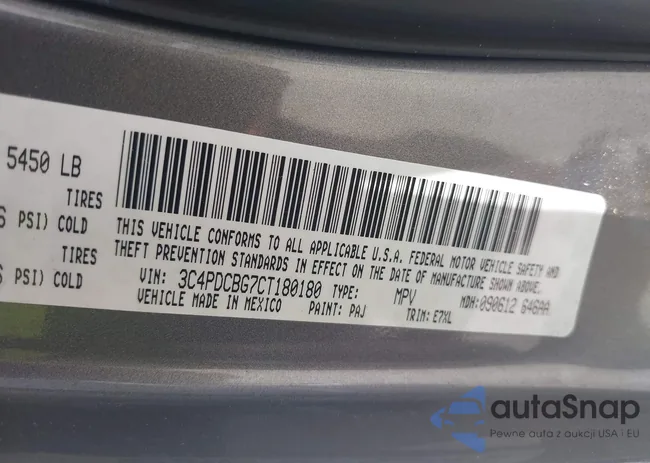 5450 LB
TIRES
PSI) COLD
TIRES
PSI) COLD
THIS VEHICLE CONFORMS TO ALL APPLICABLE U.S.A. FEDERAL MOTOR VEHICLE SAFETY AND
THEFT PREVENTION STANDARDS IN EFFECT ON THE DATE OF MANUFACTURE SHOWN ABOVE.
VIN: 3C4PDCBG7CT180180 TYPE: MPV MDH: 090612 646AA
VEHICLE MADE IN MEXICO PAINT: PAJ TRIM: E7XL
autaSnap
Pewne auta z aukcji USA i EU